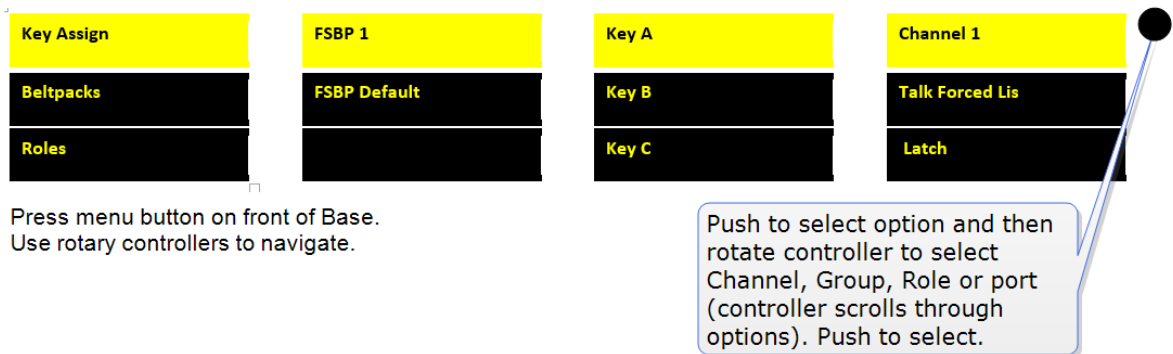 Key Assign
FSBP 1
Key A
Channel 1
Beltpacks
FSBP Default
Key B
Talk Forced Lis
Roles
Key C
Latch
Press menu button on front of Base.
Use rotary controllers to navigate.
Push to select option and then
rotate controller to select
Channel, Group, Role or port
(controller scrolls through
options). Push to select.